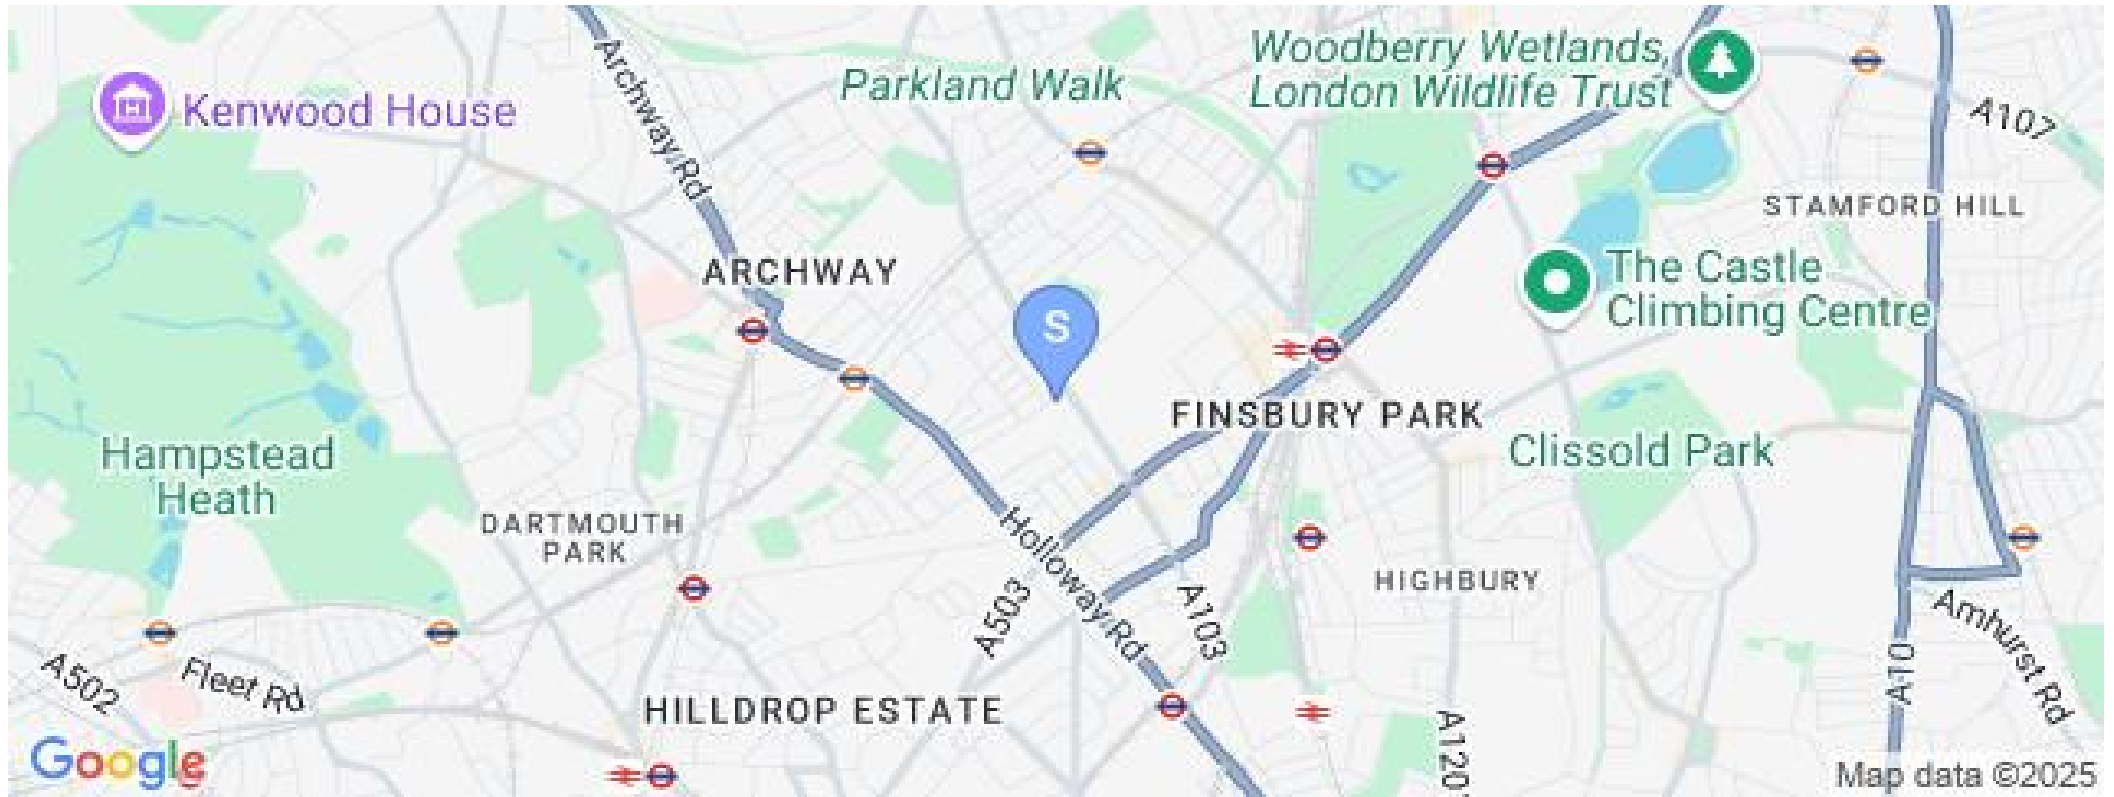 Woodberry Wetlands,
London Wildlife Trust
Parkland Walk
Kenwood House
Archway Rd
A107
STAMFORD HILL
ARCHWAY
S
The Castle
Climbing Centre
FINSBURY PARK
Clissold Park
Hampstead
Heath
DARTMOUTH
PARK
Holloway Rd
HIGHBURY
A503
A103
Amhurst Rd
A502
Fleet Rd
A10
HILLDROP ESTATE
A120
Google
Map data ©2025